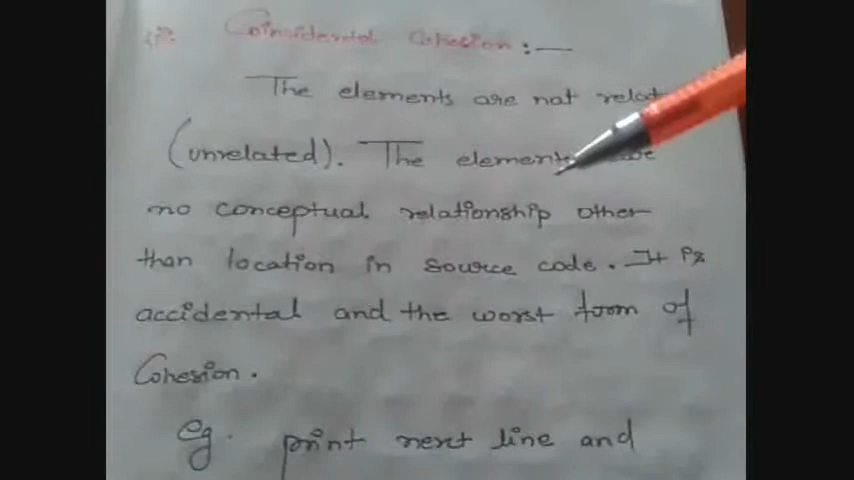 Coincidental Cohesion :—
The elements are not relat
(unrelated). The elements
no conceptual relationship other
than location in source code. It is
accidental and the worst form of
Cohesion.
eg. print next line and